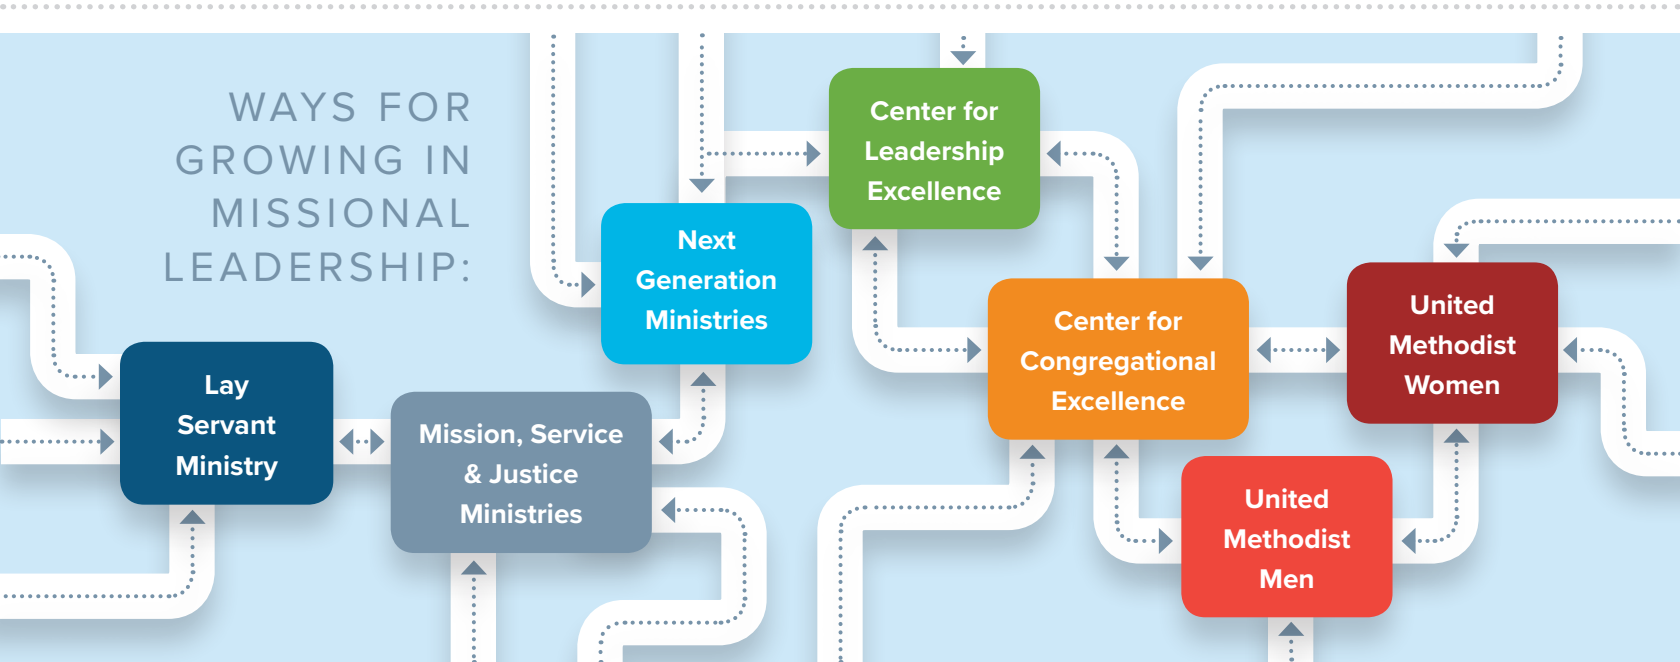 WAYS FOR
GROWING IN
MISSIONAL
LEADERSHIP:
Lay
Servant
Ministry
Mission, Service
& Justice
Ministries
Next
Generation
Ministries
Center for
Leadership
Excellence
Center for
Congregational
Excellence
United
Methodist
Women
United
Methodist
Men